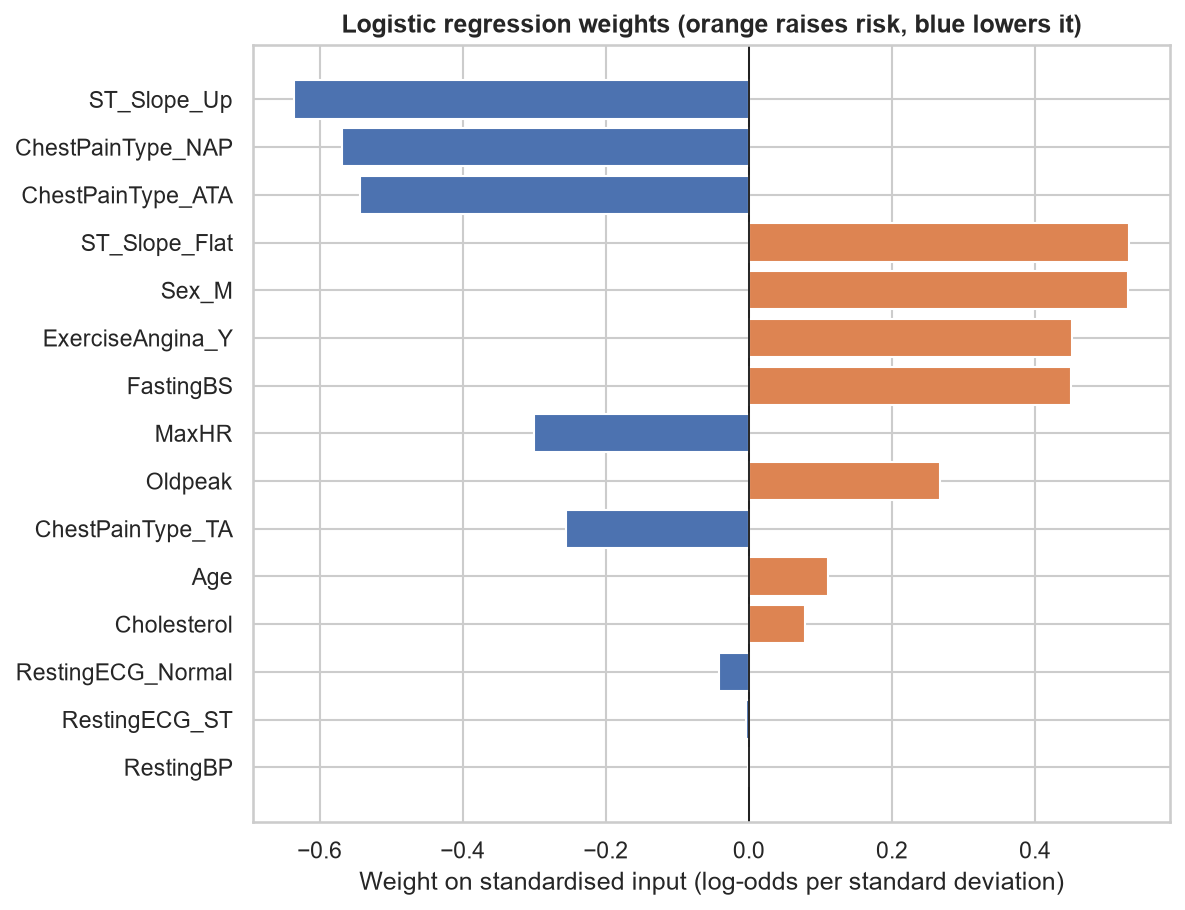 Logistic regression weights (orange raises risk, blue lowers it)
ST_Slope_Up
ChestPainType_NAP
ChestPainType_ATA
ST_Slope_Flat
Sex_M
ExerciseAngina_Y
FastingBS
MaxHR
Oldpeak
ChestPainType_TA
Age
Cholesterol
RestingECG_Normal
RestingECG_ST
RestingBP
−0.6 −0.4 −0.2 0.0 0.2 0.4
Weight on standardised input (log-odds per standard deviation)